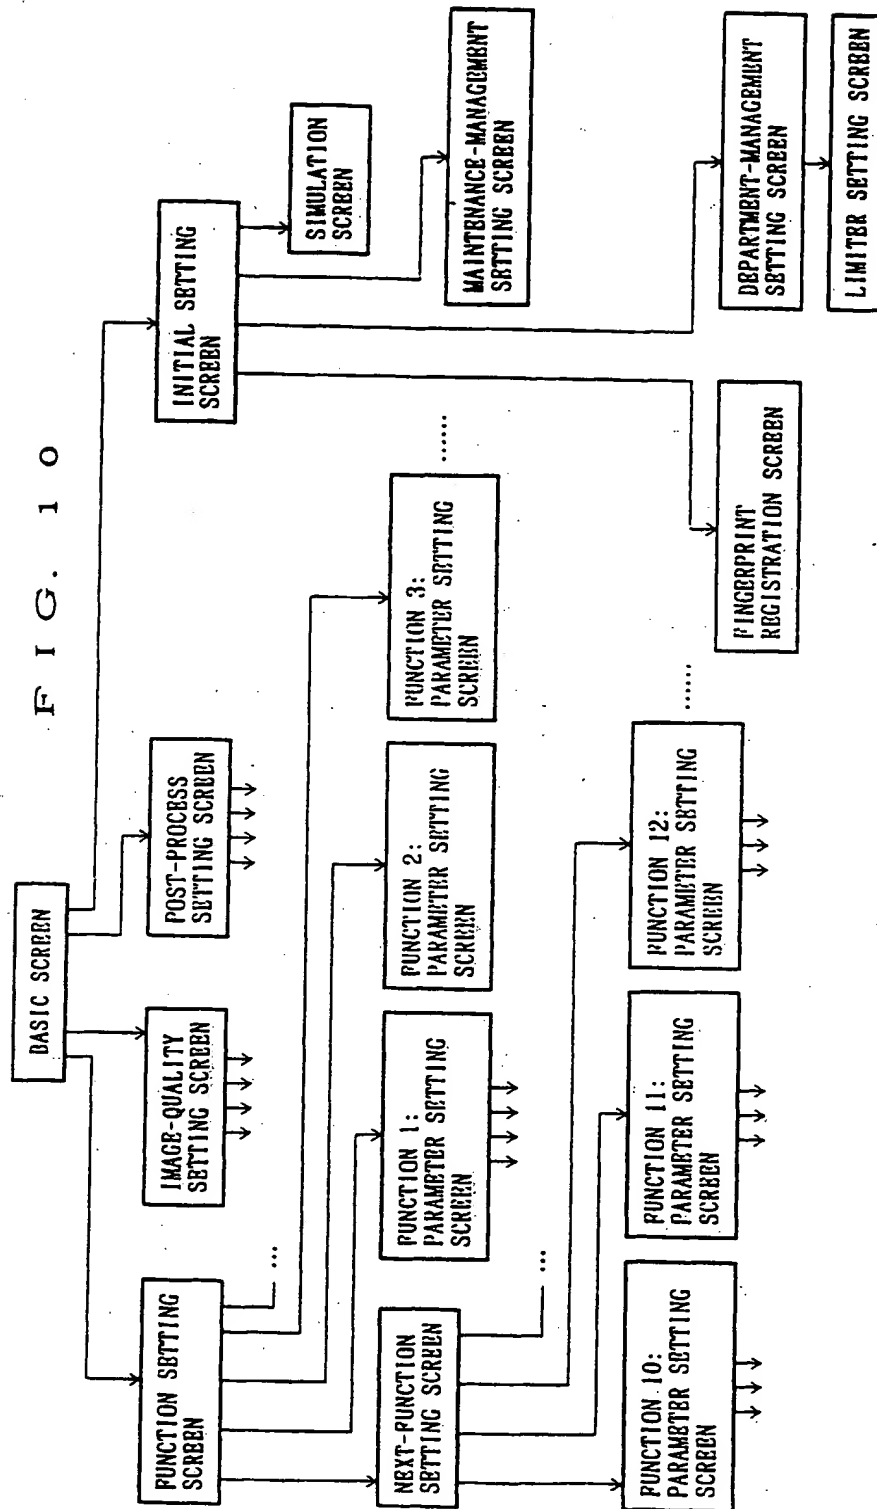 FIG. 10
BASIC SCREEN
FUNCTION SETTING
SCREEN
IMAGE-QUALITY
SETTING SCREEN
POST-PROCESS
SETTING SCREEN
INITIAL SETTING
SCREEN
SIMULATION
SCREEN
MAINTENANCE-MANAGEMENT
SETTING SCREEN
...
NEXT-FUNCTION
SETTING SCREEN
FUNCTION 1:
PARAMETER SETTING
SCREEN
FUNCTION 2:
PARAMETER SETTING
SCREEN
FUNCTION 3:
PARAMETER SETTING
SCREEN
......
...
FUNCTION 10:
PARAMETER SETTING
SCREEN
FUNCTION 11:
PARAMETER SETTING
SCREEN
FUNCTION 12:
PARAMETER SETTING
SCREEN
......
FINGERPRINT
REGISTRATION SCREEN
DEPARTMENT-MANAGEMENT
SETTING SCREEN
LIMITER SETTING SCREEN